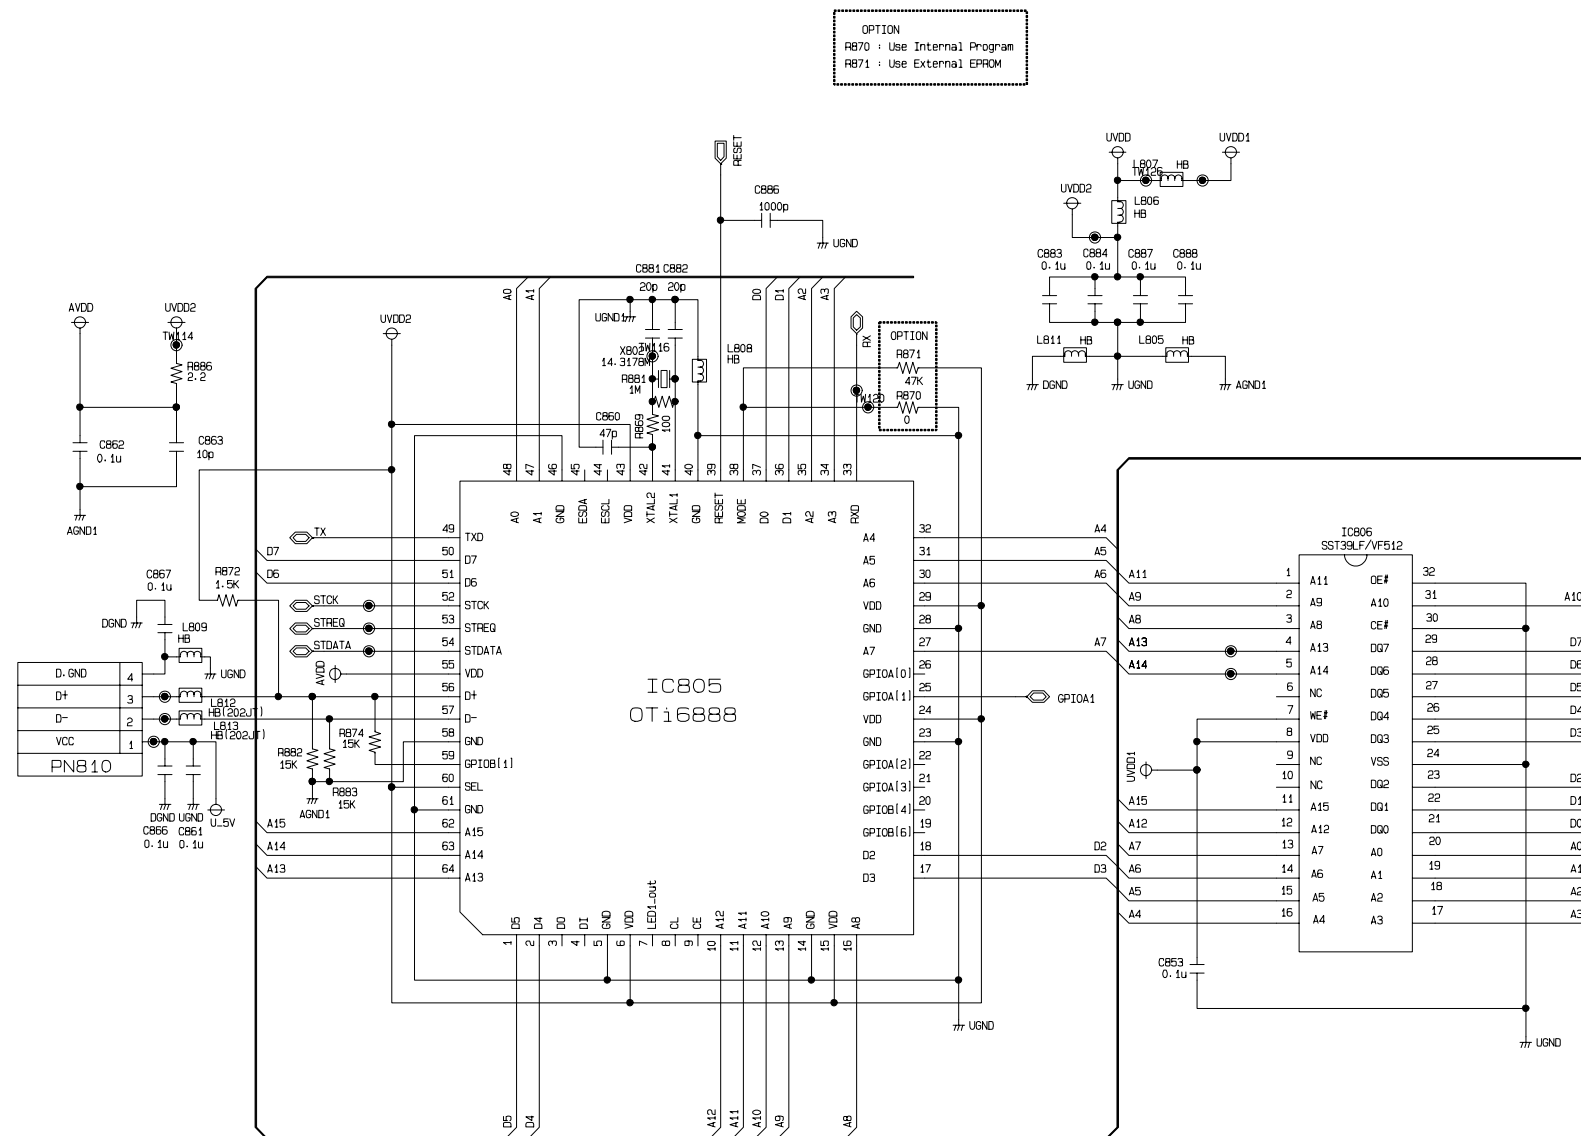 OPTION
R870 : Use Internal Program
R871 : Use External EPROM
RESET
C886
1000p
UGND
UVDD
UVDD1
L807
HB
TW126
UVDD2
L806
HB
C883
0.1u
C884
0.1u
C887
0.1u
C888
0.1u
L811
HB
L805
HB
DGND
UGND
AGND1
AVDD
UVDD2
TW114
R886
2.2
C862
0.1u
C863
10p
AGND1
UVDD2
A0
A1
C881 C882
20p 20p
UGND1
X802
TW116
14.3178M
R881
1M
L808
HB
C860
47p
R869
100
D0
D1
A2
A3
RX
OPTION
R871
47K
R870
0
TW120
48 47 46 45 44 43 42 41 40 39 38 37 36 35 34 33
A0 A1 GND ESDA ESCL VDD XTAL2 XTAL1 GND RESET MODE D0 D1 A2 A3 RXD
TX
49 TXD
D7
50 D7
D6
51 D6
STCK
52 STCK
STREQ
53 STREQ
STDATA
54 STDATA
AVDD
55 VDD
56 D+
57 D-
58 GND
59 GPIOB[1]
60 SEL
61 GND
A15
62 A15
A14
63 A14
A13
64 A13
IC805
OTi6888
A4 32 A4
A5 31 A5
A6 30 A6
VDD 29
GND 28
A7 27 A7
GPIOA[0] 26
GPIOA[1] 25 GPIOA1
VDD 24
GND 23
GPIOA[2] 22
GPIOA[3] 21
GPIOB[4] 20
GPIOB[6] 19
D2 18 D2
D3 17 D3
D5 D4 D0 DI GND VDD LED1_out CL CE A12 A11 A10 A9 GND VDD A8
1 2 3 4 5 6 7 8 9 10 11 12 13 14 15 16
D5 D4 A12 A11 A10 A9 A8
UGND
C867
0.1u
DGND
L809
HB
UGND
R872
1.5K
D.GND 4
D+ 3
D- 2
VCC 1
PN810
L812
HB(202JT)
L813
HB(202JT)
DGND UGND
U_5V
C866 C861
0.1u 0.1u
R882
15K
R874
15K
R883
15K
AGND1
IC806
SST39LF/VF512
A11 1 A11
A9 2 A9
A8 3 A8
A13 4 A13
A14 5 A14
6 NC
7 WE#
8 VDD
9 NC
10 NC
A15 11 A15
A12 12 A12
A7 13 A7
A6 14 A6
A5 15 A5
A4 16 A4
OE# 32
A10 31 A10
CE# 30
DQ7 29 D7
DQ6 28 D6
DQ5 27 D5
DQ4 26 D4
DQ3 25 D3
VSS 24
DQ2 23 D2
DQ1 22 D1
DQ0 21 D0
A0 20 A0
A1 19 A1
A2 18 A2
A3 17 A3
UVDD1
C853
0.1u
UGND